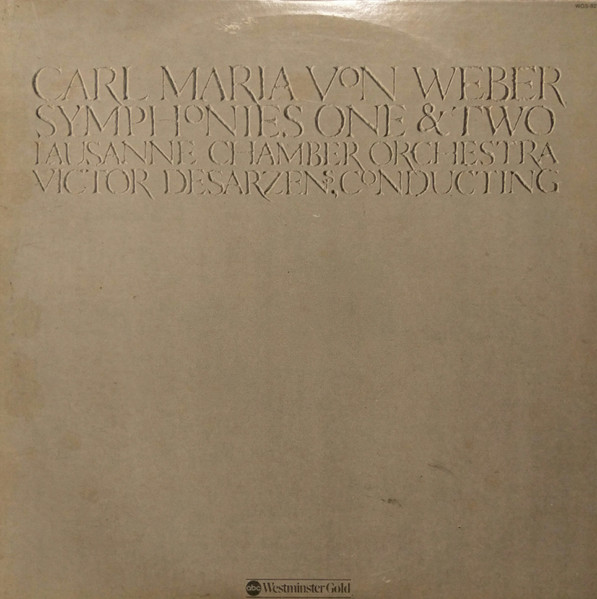 CARL MARIA VON WEBER
SYMPHONIES ONE & TWO
LAUSANNE CHAMBER ORCHESTRA
VICTOR DESARZENS, CONDUCTING
abc Westminster Gold